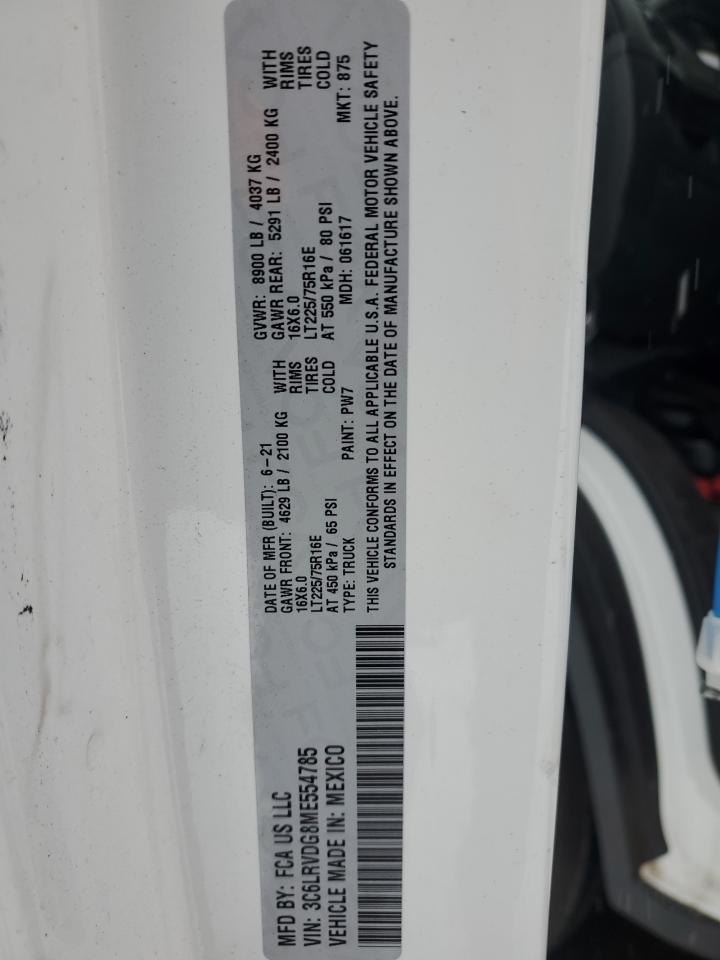 MFD BY: FCA US LLC
VIN: 3C6LRVDG8ME554785
VEHICLE MADE IN: MEXICO
DATE OF MFR (BUILT): 6-21
GAWR FRONT: 4629 LB / 2100 KG WITH
16X6.0 RIMS
LT225/75R16E TIRES
AT 450 kPa / 65 PSI COLD
TYPE: TRUCK PAINT: PW7
GVWR: 8900 LB / 4037 KG
GAWR REAR: 5291 LB / 2400 KG WITH
16X6.0 RIMS
LT225/75R16E TIRES
AT 550 kPa / 80 PSI COLD
MDH: 061617 MKT: 875
THIS VEHICLE CONFORMS TO ALL APPLICABLE U.S.A. FEDERAL MOTOR VEHICLE SAFETY
STANDARDS IN EFFECT ON THE DATE OF MANUFACTURE SHOWN ABOVE.